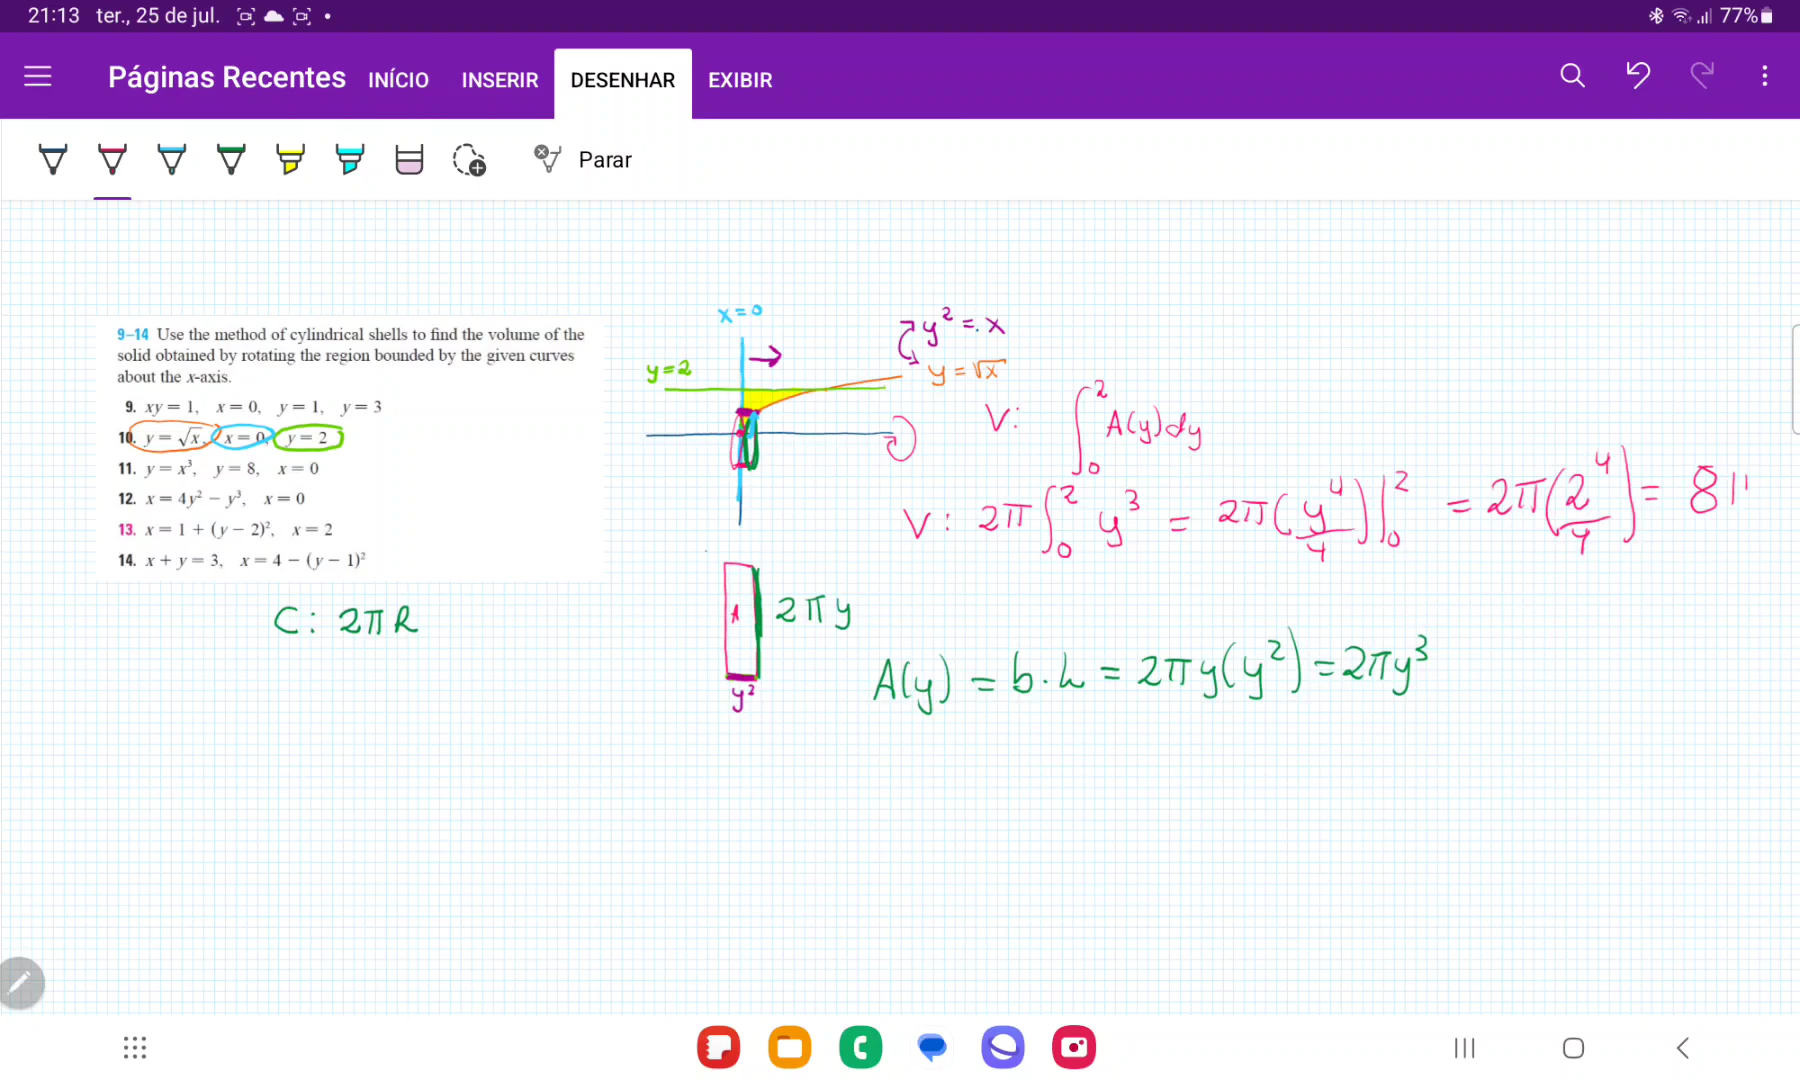 21:13 ter., 25 de jul. 77%
Páginas Recentes INÍCIO INSERIR DESENHAR EXIBIR
Parar
9–14 Use the method of cylindrical shells to find the volume of the
solid obtained by rotating the region bounded by the given curves
about the x-axis.
9. xy = 1, x = 0, y = 1, y = 3
10. y = √x, x = 0, y = 2
11. y = x³, y = 8, x = 0
12. x = 4y² − y³, x = 0
13. x = 1 + (y − 2)², x = 2
14. x + y = 3, x = 4 − (y − 1)²
C: 2πR
x=0
y=2
y² = x
y = √x
V: ∫₀² A(y)dy
V: 2π ∫₀² y³ = 2π(y⁴/4)|₀² = 2π(2⁴/4) = 8π
A
2πy
y²
A(y) = b.h = 2πy(y²) = 2πy³